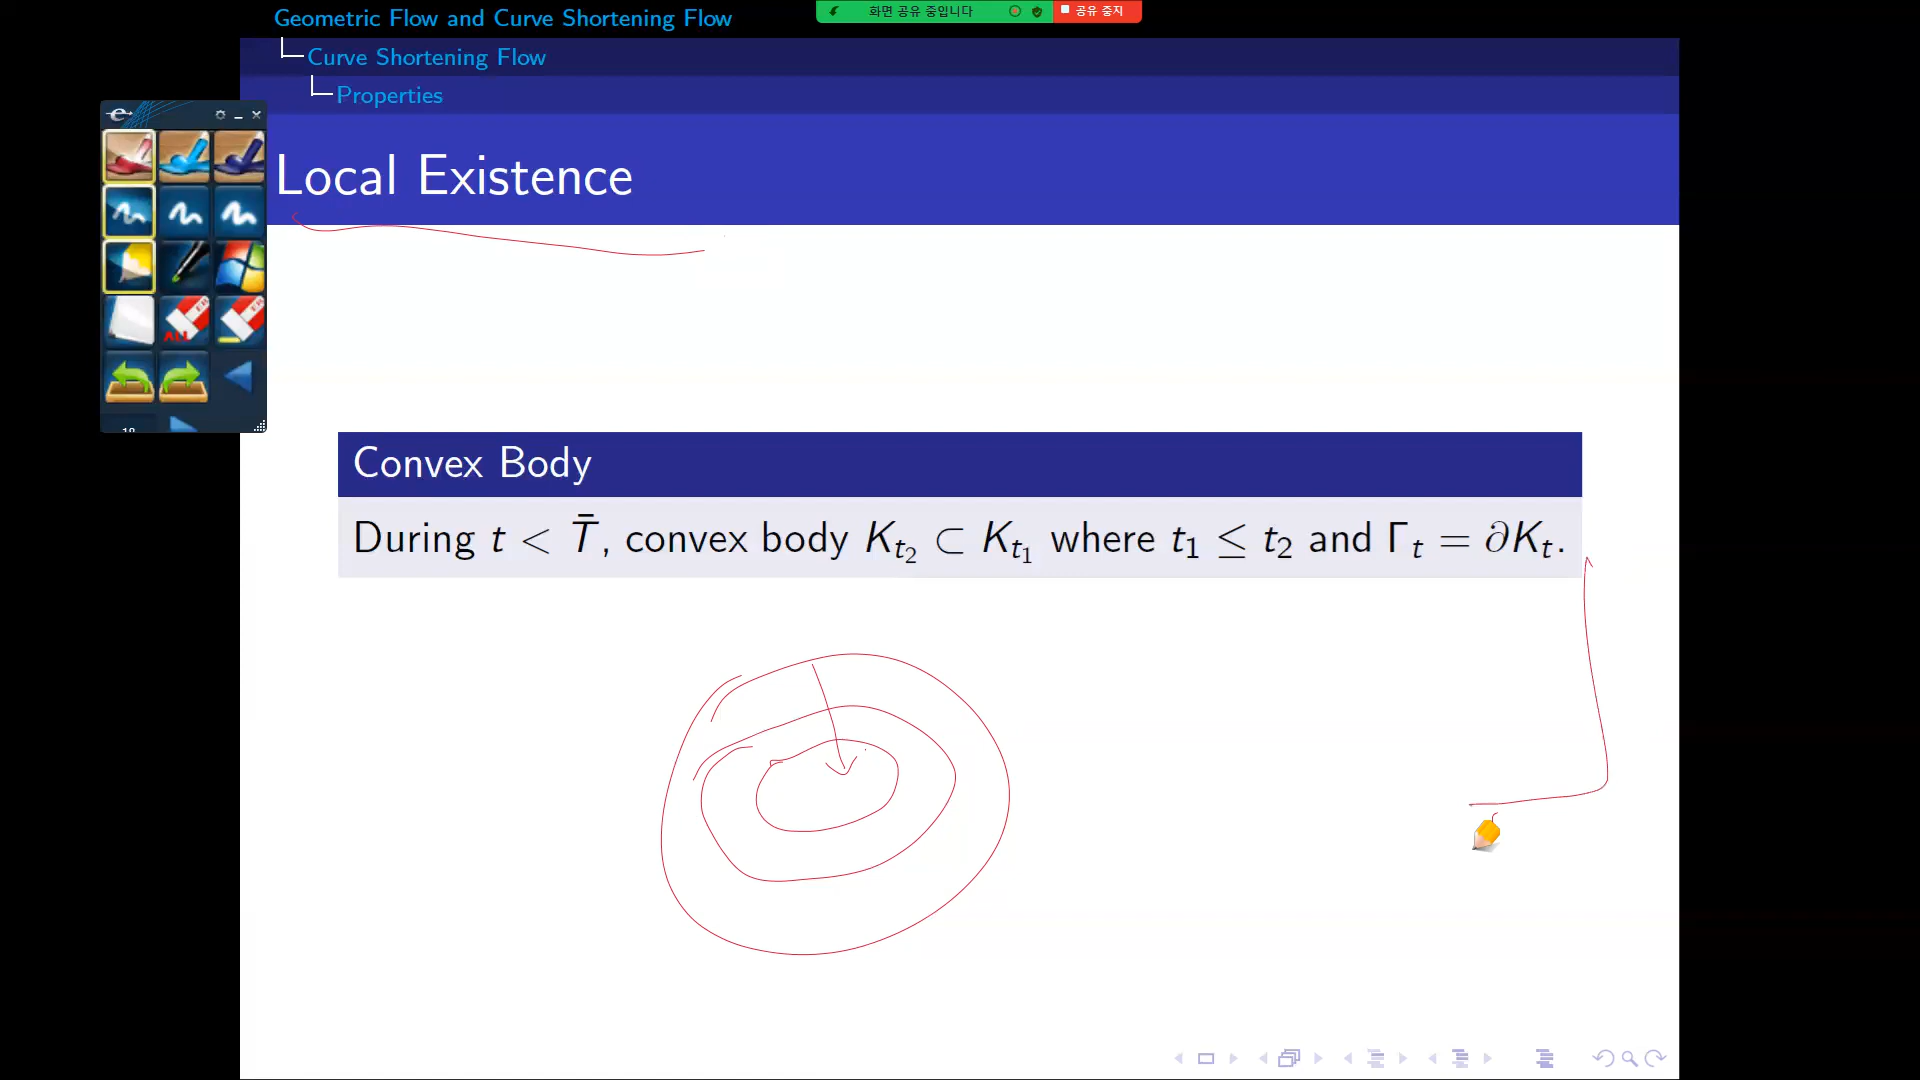 Geometric Flow and Curve Shortening Flow
화면 공유 중입니다
공유 중지
Curve Shortening Flow
Properties
Local Existence
ALL
18
Convex Body
During t < T̄, convex body K_{t_2} ⊂ K_{t_1} where t_1 ≤ t_2 and Γ_t = ∂K_t.